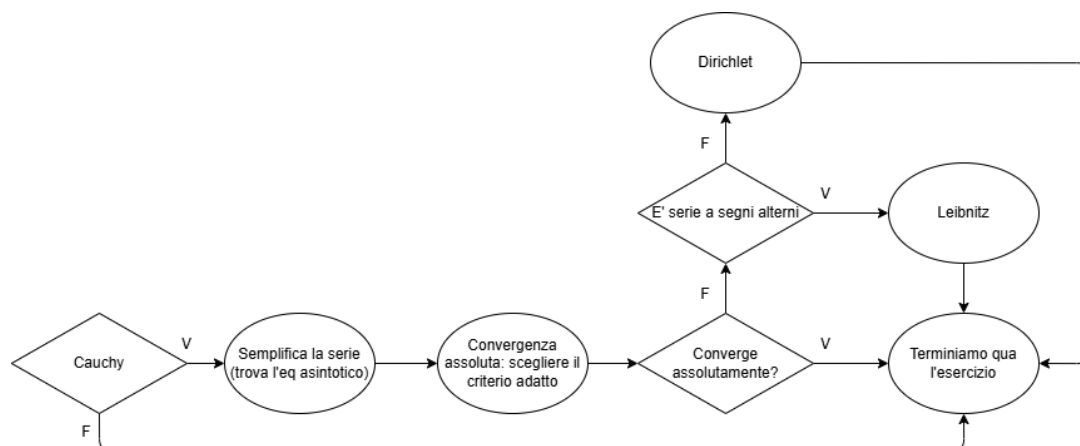 Dirichlet
F
E' serie a segni alterni
V
Leibnitz
F
Cauchy
V
Semplifica la serie
(trova l'eq asintotico)
Convergenza
assoluta: scegliere il
criterio adatto
Converge
assolutamente?
V
Terminiamo qua
l'esercizio
F